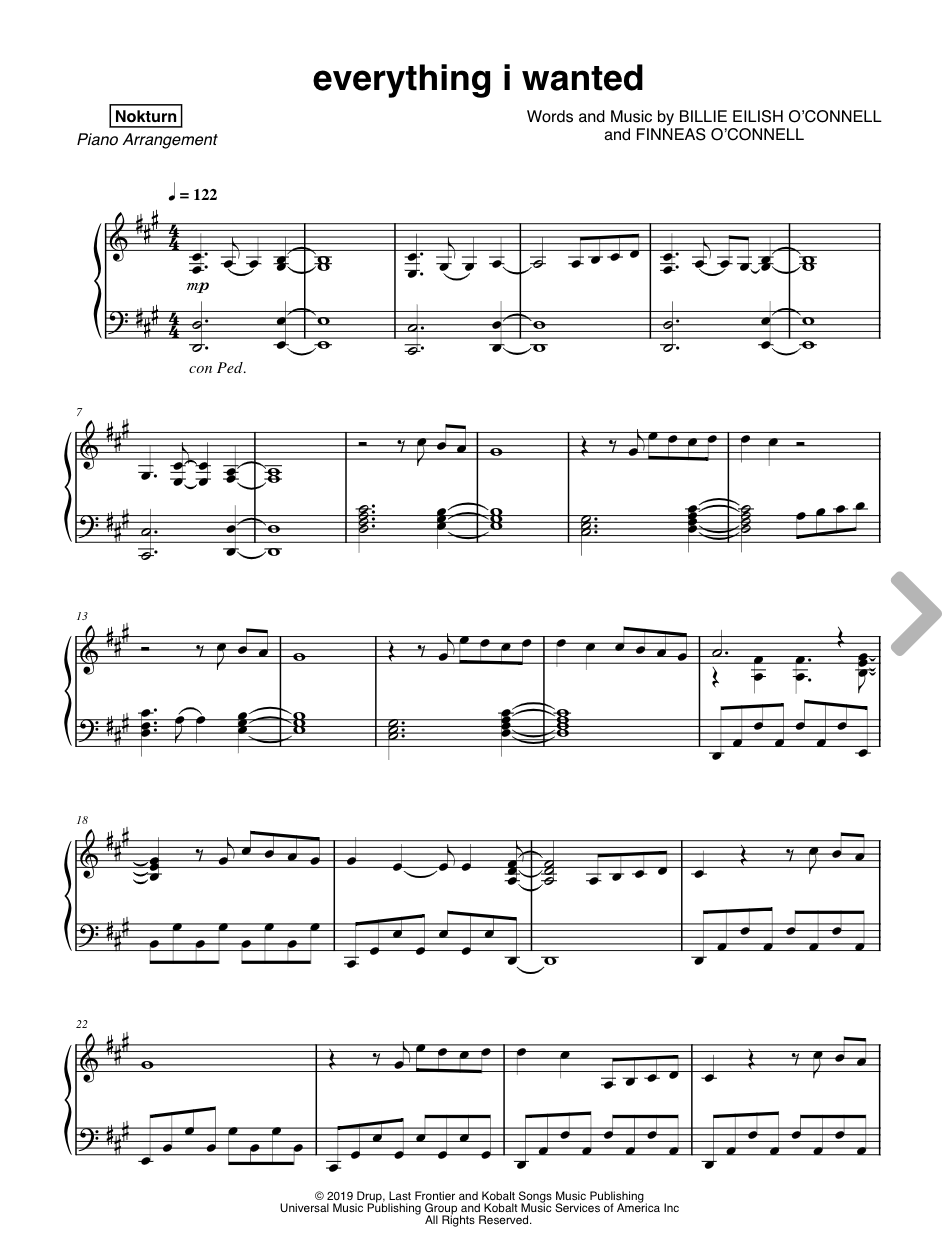 everything i wanted
Nokturn
Piano Arrangement
Words and Music by BILLIE EILISH O'CONNELL
and FINNEAS O'CONNELL
♩ = 122
4
4
mp
4
4
con Ped.
7
13
18
22
© 2019 Drup, Last Frontier and Kobalt Songs Music Publishing
Universal Music Publishing Group and Kobalt Music Services of America Inc
All Rights Reserved.